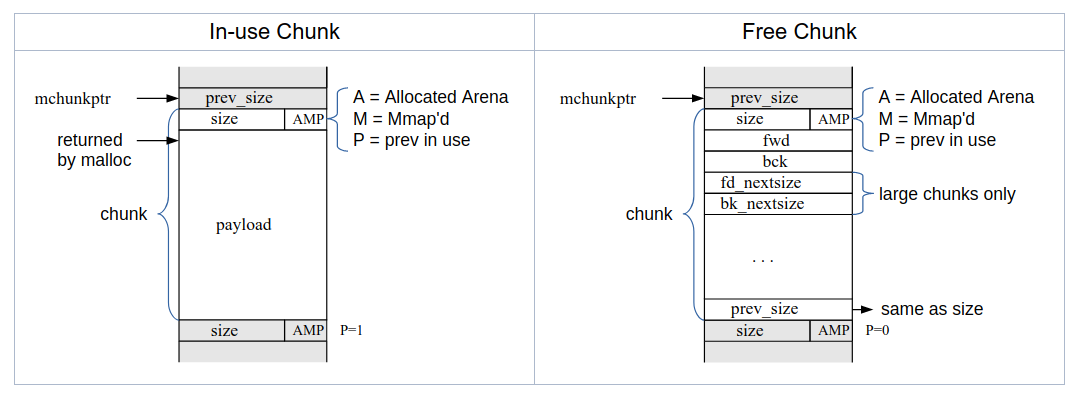 In-use Chunk
mchunkptr
prev_size
size
AMP
A = Allocated Arena
M = Mmap'd
P = prev in use
returned
by malloc
chunk
payload
size
AMP
P=1
Free Chunk
mchunkptr
prev_size
size
AMP
A = Allocated Arena
M = Mmap'd
P = prev in use
fwd
bck
fd_nextsize
bk_nextsize
large chunks only
chunk
. . .
prev_size
same as size
size
AMP
P=0